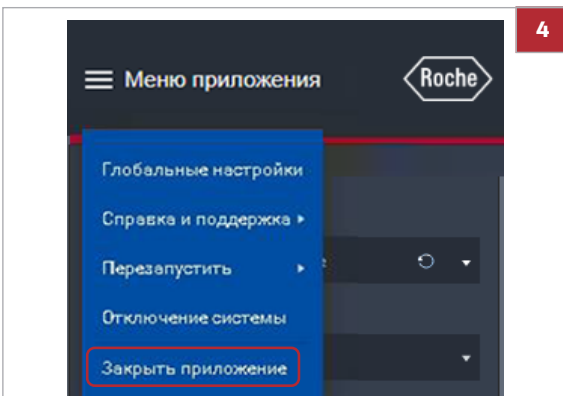 4
Меню приложения
Roche
Глобальные настройки
Справка и поддержка
Перезапустить
Отключение системы
Закрыть приложение